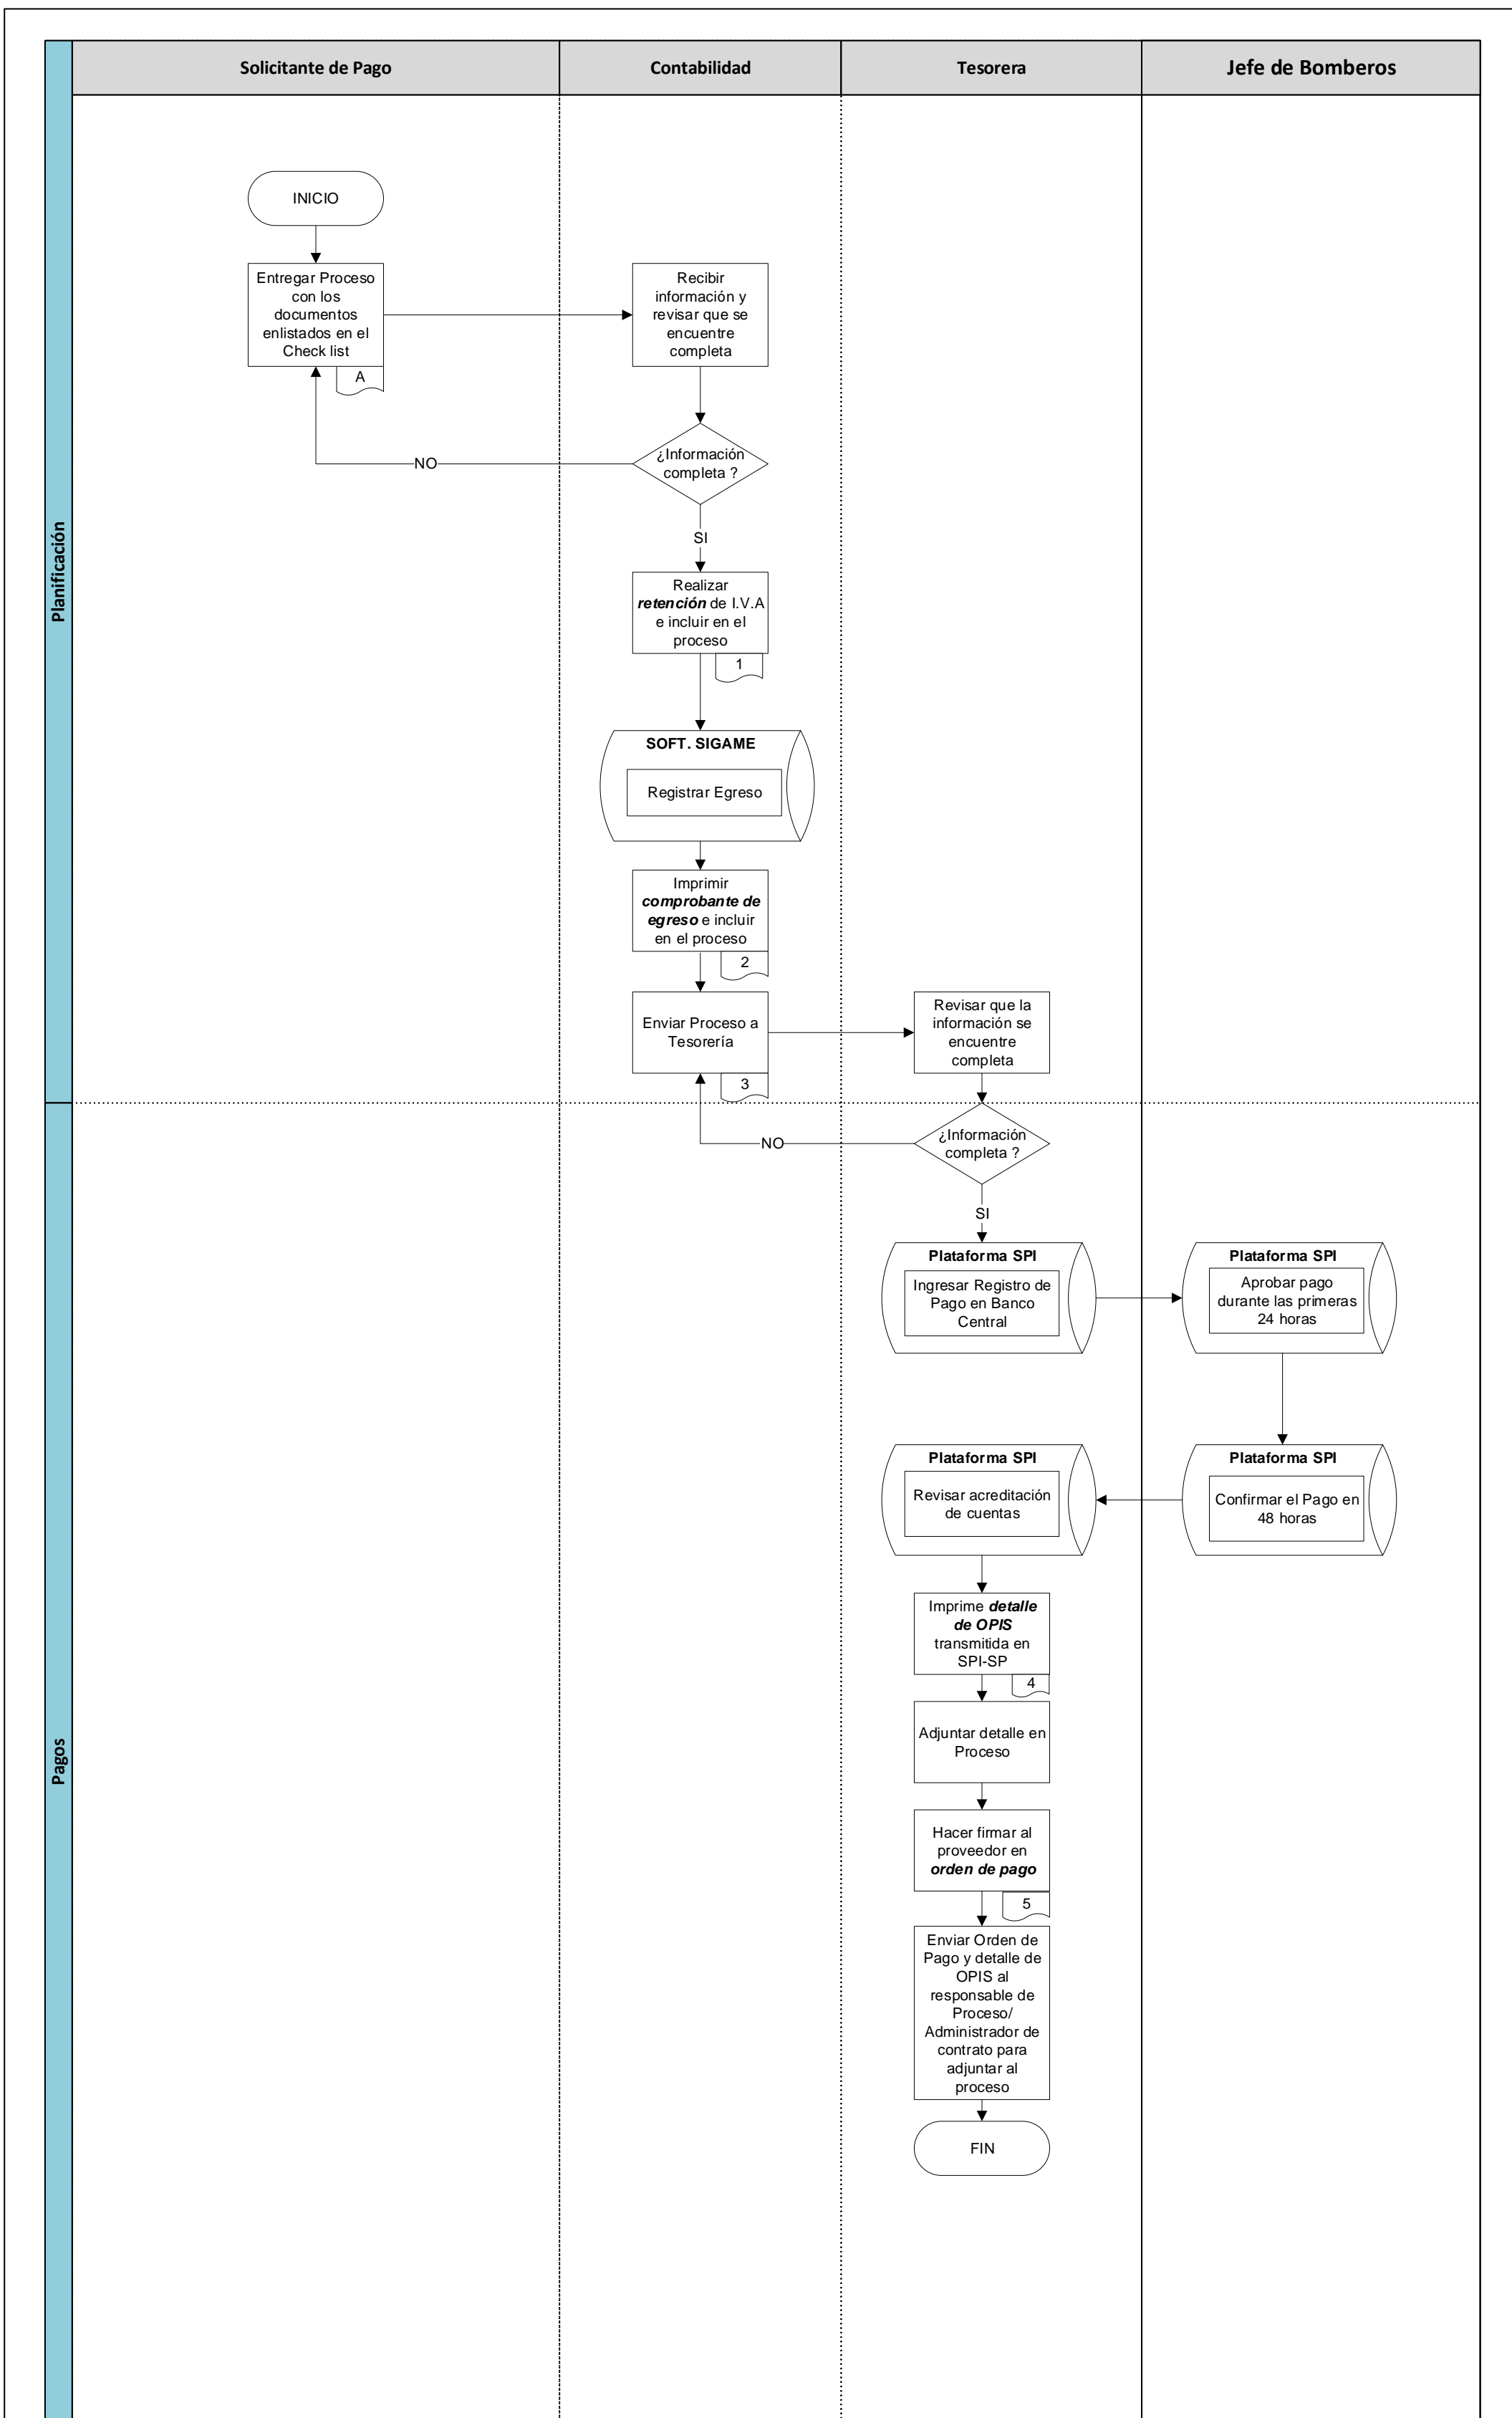 Solicitante de Pago
Contabilidad
Tesorera
Jefe de Bomberos
Planificación
INICIO
Entregar Proceso
con los
documentos
enlistados en el
Check list
A
Recibir
información y
revisar que se
encuentre
completa
¿Información
completa ?
NO
SI
Realizar
retención de I.V.A
e incluir en el
proceso
1
SOFT. SIGAME
Registrar Egreso
Imprimir
comprobante de
egreso e incluir
en el proceso
2
Enviar Proceso a
Tesorería
3
Revisar que la
información se
encuentre
completa
Pagos
¿Información
completa ?
NO
SI
Plataforma SPI
Ingresar Registro de
Pago en Banco
Central
Plataforma SPI
Aprobar pago
durante las primeras
24 horas
Plataforma SPI
Confirmar el Pago en
48 horas
Plataforma SPI
Revisar acreditación
de cuentas
Imprime detalle
de OPIS
transmitida en
SPI-SP
4
Adjuntar detalle en
Proceso
Hacer firmar al
proveedor en
orden de pago
5
Enviar Orden de
Pago y detalle de
OPIS al
responsable de
Proceso/
Administrador de
contrato para
adjuntar al
proceso
FIN